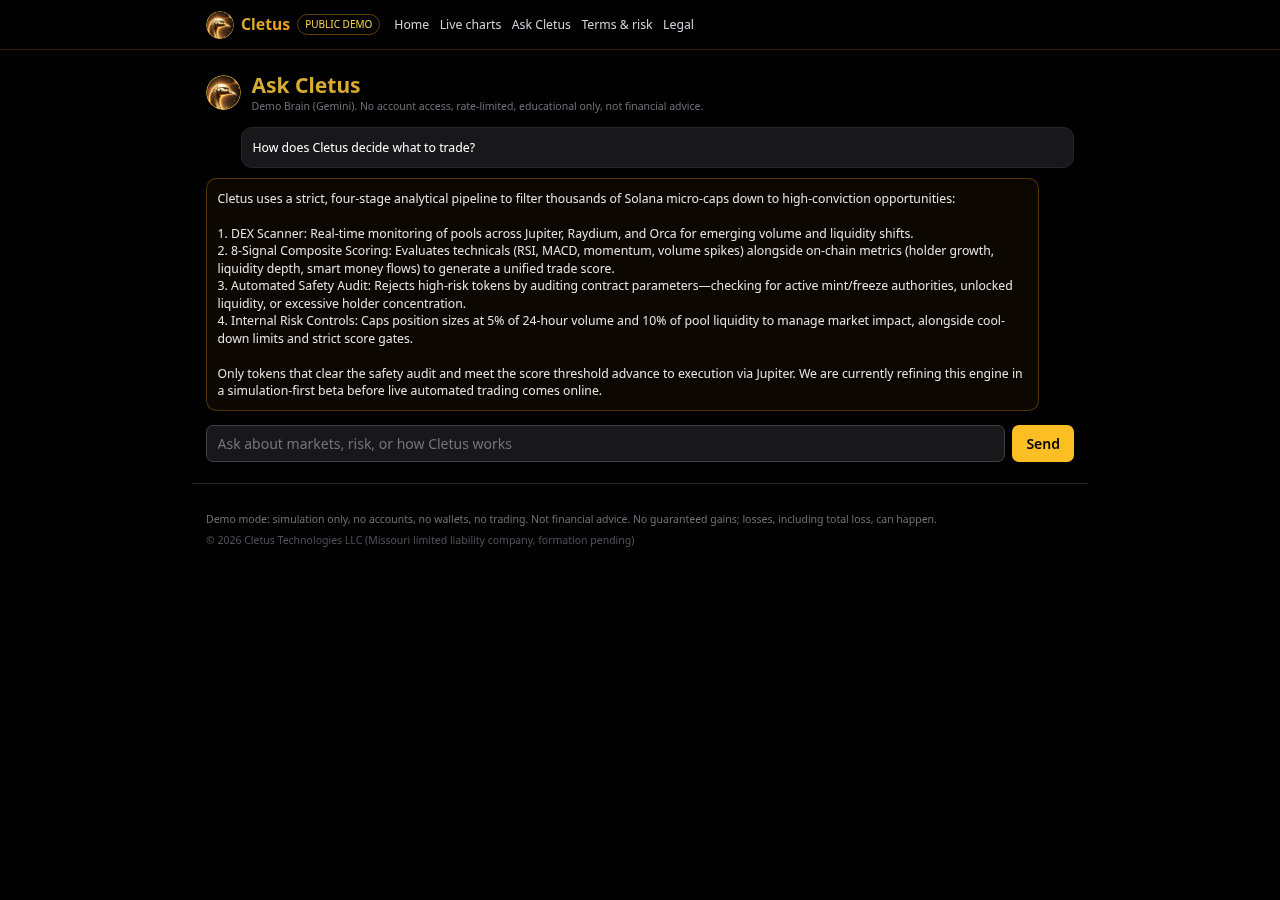 Cletus PUBLIC DEMO Home Live charts Ask Cletus Terms & risk Legal
Ask Cletus
Demo Brain (Gemini). No account access, rate-limited, educational only, not financial advice.
How does Cletus decide what to trade?
Cletus uses a strict, four-stage analytical pipeline to filter thousands of Solana micro-caps down to high-conviction opportunities:
1. DEX Scanner: Real-time monitoring of pools across Jupiter, Raydium, and Orca for emerging volume and liquidity shifts.
2. 8-Signal Composite Scoring: Evaluates technicals (RSI, MACD, momentum, volume spikes) alongside on-chain metrics (holder growth,
liquidity depth, smart money flows) to generate a unified trade score.
3. Automated Safety Audit: Rejects high-risk tokens by auditing contract parameters—checking for active mint/freeze authorities, unlocked
liquidity, or excessive holder concentration.
4. Internal Risk Controls: Caps position sizes at 5% of 24-hour volume and 10% of pool liquidity to manage market impact, alongside cool-
down limits and strict score gates.
Only tokens that clear the safety audit and meet the score threshold advance to execution via Jupiter. We are currently refining this engine in
a simulation-first beta before live automated trading comes online.
Ask about markets, risk, or how Cletus works
Send
Demo mode: simulation only, no accounts, no wallets, no trading. Not financial advice. No guaranteed gains; losses, including total loss, can happen.
© 2026 Cletus Technologies LLC (Missouri limited liability company, formation pending)